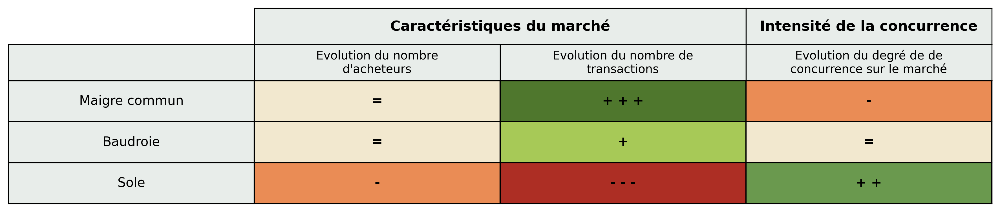 Caractéristiques du marché
Intensité de la concurrence
Evolution du nombre
d'acheteurs
Evolution du nombre de
transactions
Evolution du degré de de
concurrence sur le marché
Maigre commun
=
+ + +
-
Baudroie
=
+
=
Sole
-
- - -
+ +